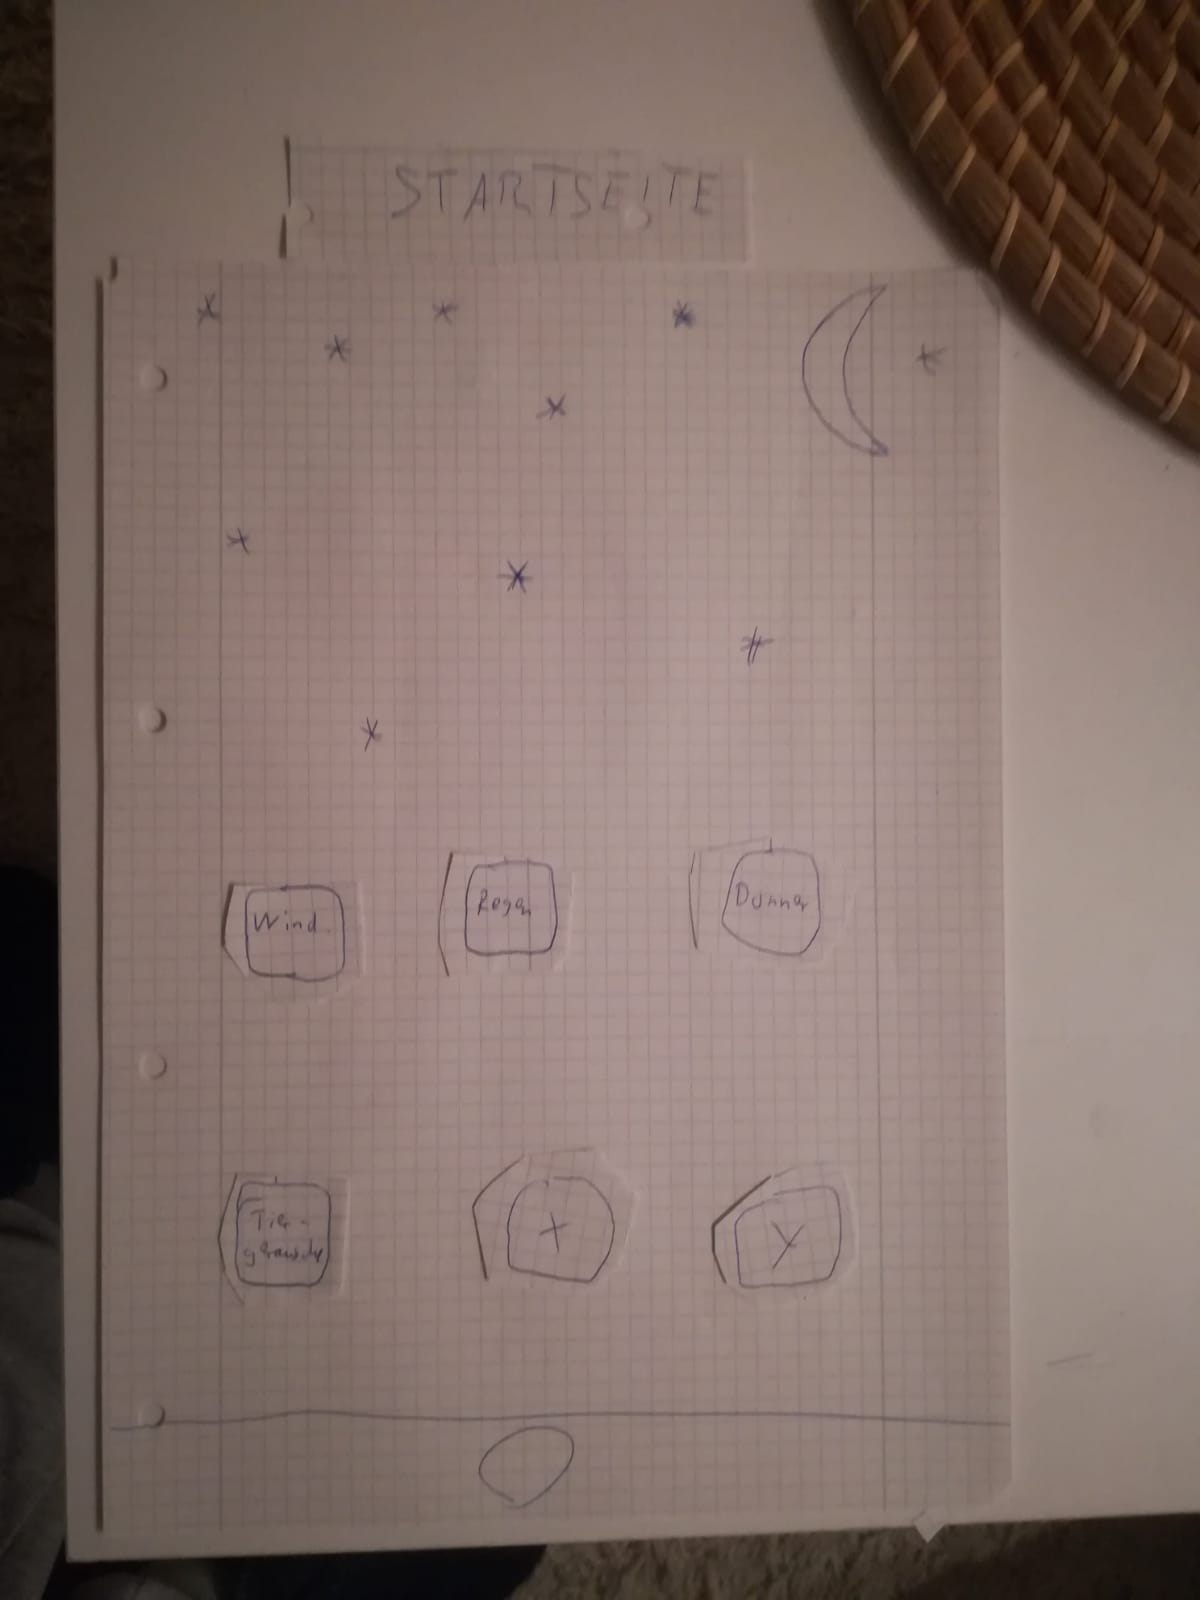 STARTSEITE
Wind
Regen
Donner
Tier-
geräusche
X
Y